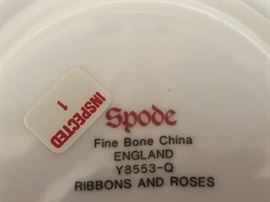 INSPECTED
1
Spode
Fine Bone China
ENGLAND
Y8553-Q
RIBBONS AND ROSES